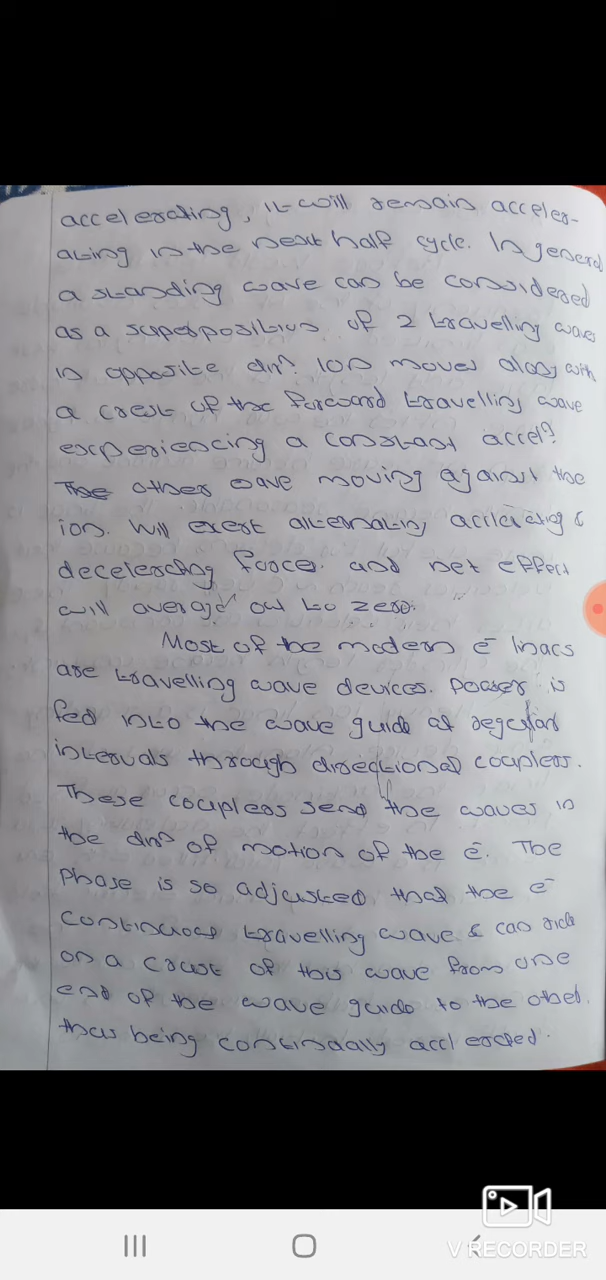 accelerating, it will remain acceler-
ating in the next half cycle. In general
a standing wave can be considered
as a superposition of 2 travelling waves
in opposite dirⁿ. Ion moves along with
a crest of the forward travelling wave
experiencing a constant accelⁿ.
The other wave moving against the
ion. Will exert alternating accelerating &
decelerating force. and net effect
will average out to zero.
Most of the modern e⁻ linacs
are travelling wave devices. Power is
fed into the wave guide at regular
intervals through directional couplers.
These couplers send the waves in
the dirⁿ of motion of the e⁻. The
Phase is so adjusted that the e⁻
continuous travelling wave & can ride
on a crest of this wave from one
end of the wave guide to the other,
thus being continually accelerated.
V RECORDER